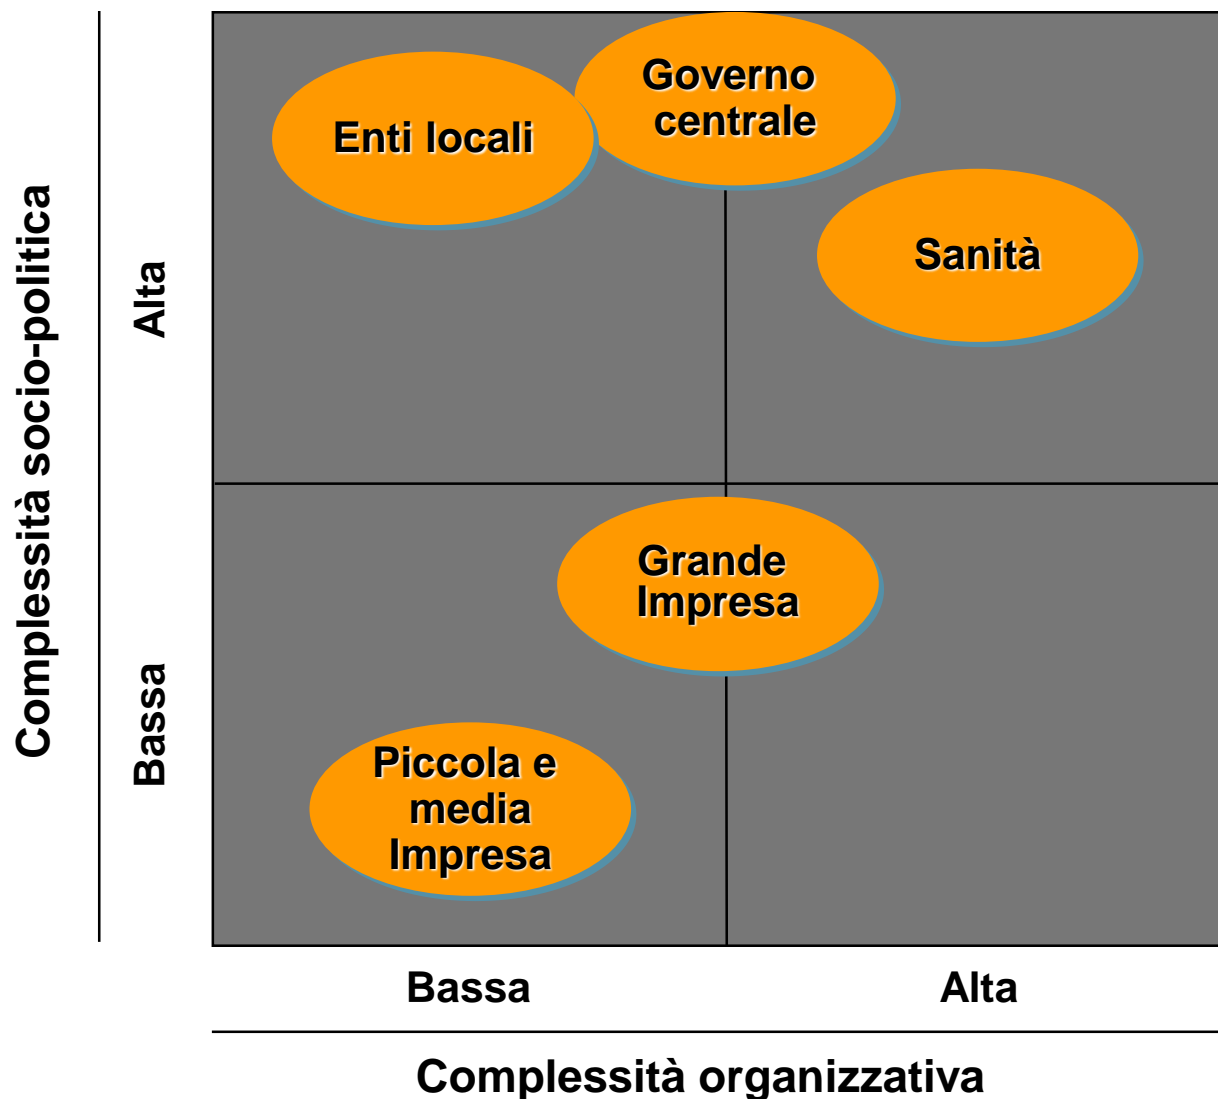 Complessità socio-politica
Alta
Bassa
Enti locali
Governo
centrale
Sanità
Grande
Impresa
Piccola e
media
Impresa
Bassa
Alta
Complessità organizzativa